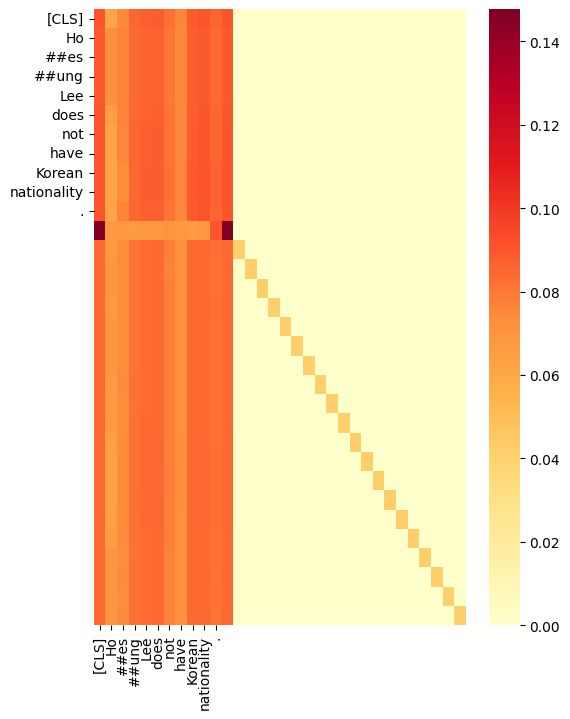 [CLS]
Ho
##es
##ung
Lee
does
not
have
Korean
nationality
.
[CLS]
Ho
##es
##ung
Lee
does
not
have
Korean
nationality
.
0.14
0.12
0.10
0.08
0.06
0.04
0.02
0.00